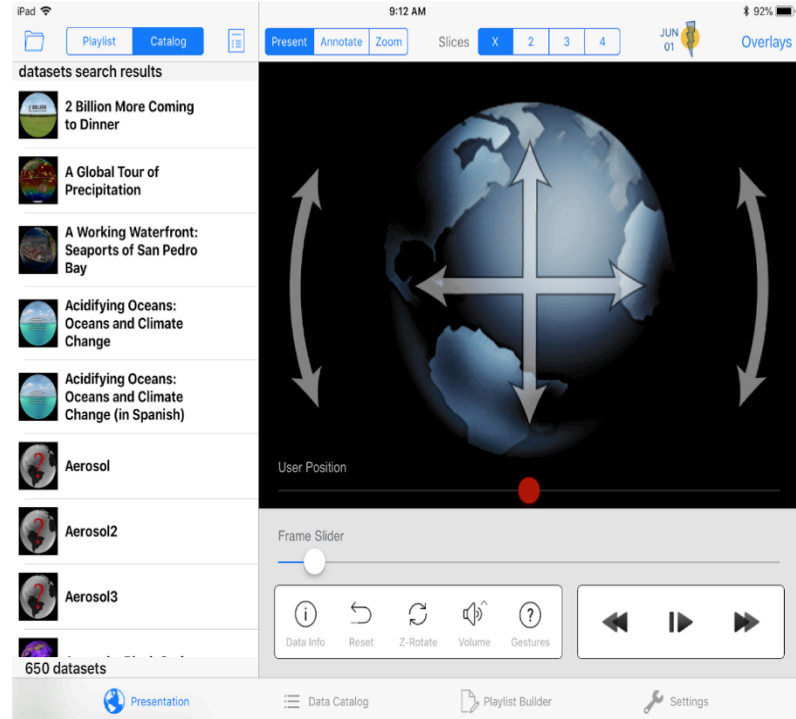 iPad 9:12 AM 92%
Playlist Catalog Present Annotate Zoom Slices X 2 3 4 JUN Overlays
01
datasets search results
2 Billion More Coming
to Dinner
A Global Tour of
Precipitation
A Working Waterfront:
Seaports of San Pedro
Bay
Acidifying Oceans:
Oceans and Climate
Change
Acidifying Oceans:
Oceans and Climate
Change (in Spanish)
Aerosol
Aerosol2
Aerosol3
650 datasets
User Position
Frame Slider
Data Info Reset Z-Rotate Volume Gestures
Presentation Data Catalog Playlist Builder Settings